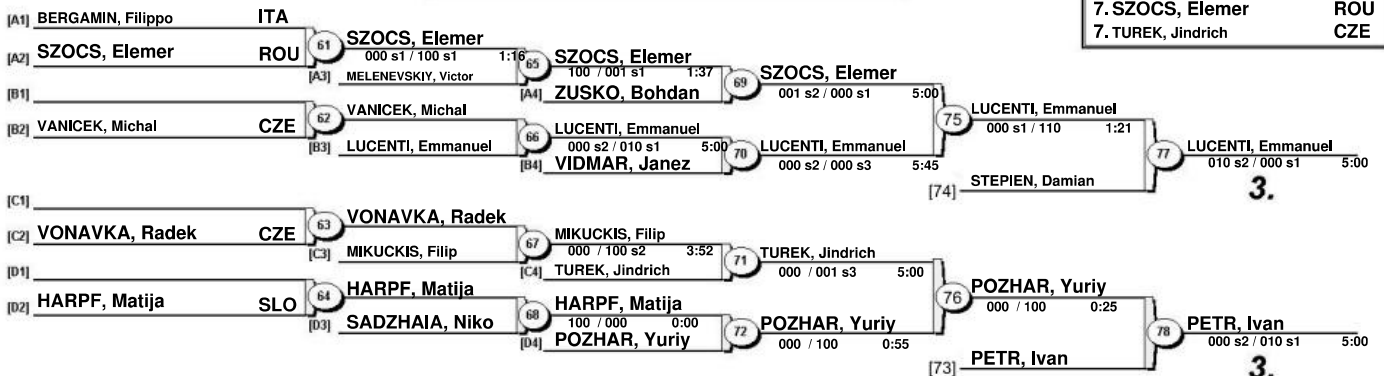 7. SZOCS, Elemer ROU
7. TUREK, Jindrich CZE
[A1] BERGAMIN, Filippo ITA
[A2] SZOCS, Elemer ROU
61
SZOCS, Elemer
000 s1 / 100 s1 1:16
[A3] MELENEVSKIY, Victor
65
SZOCS, Elemer
100 / 001 s1 1:37
[A4] ZUSKO, Bohdan
69
SZOCS, Elemer
001 s2 / 000 s1 5:00
[B1]
[B2] VANICEK, Michal CZE
62
VANICEK, Michal
[B3] LUCENTI, Emmanuel
66
LUCENTI, Emmanuel
000 s2 / 010 s1 5:00
[B4] VIDMAR, Janez
70
LUCENTI, Emmanuel
000 s2 / 000 s3 5:45
75
LUCENTI, Emmanuel
000 s1 / 110 1:21
[74] STEPIEN, Damian
77
LUCENTI, Emmanuel
010 s2 / 000 s1 5:00
3.
[C1]
[C2] VONAVKA, Radek CZE
63
VONAVKA, Radek
[C3] MIKUCKIS, Filip
67
MIKUCKIS, Filip
000 / 100 s2 3:52
[C4] TUREK, Jindrich
71
TUREK, Jindrich
000 / 001 s3 5:00
[D1]
[D2] HARPF, Matija SLO
64
HARPF, Matija
[D3] SADZHAIA, Niko
68
HARPF, Matija
100 / 000 0:00
[D4] POZHAR, Yuriy
72
POZHAR, Yuriy
000 / 100 0:55
76
POZHAR, Yuriy
000 / 100 0:25
[73] PETR, Ivan
78
PETR, Ivan
000 s2 / 010 s1 5:00
3.